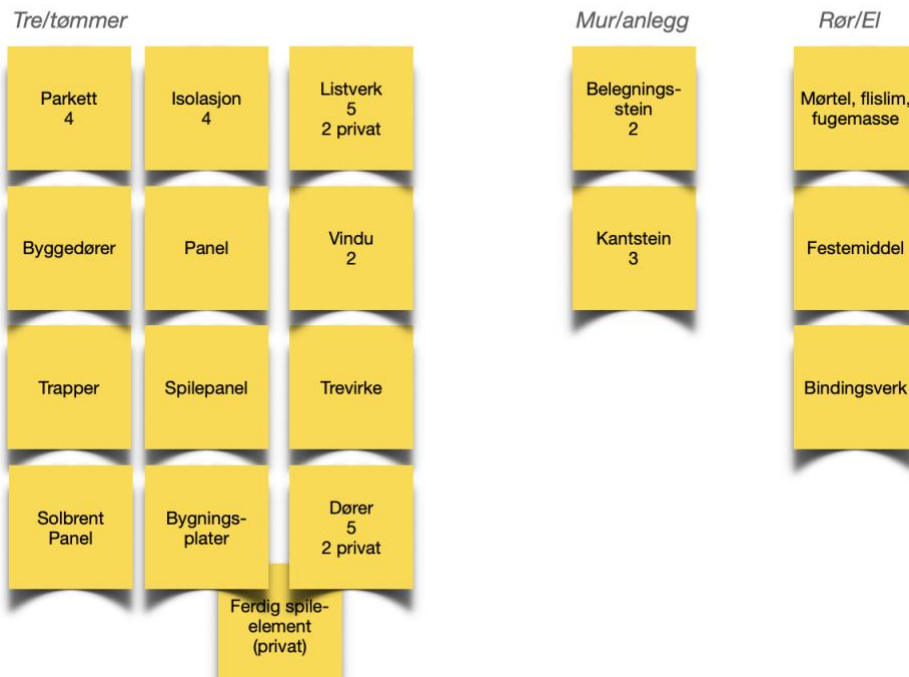 Tre/tømmer
Mur/anlegg
Rør/El
Parkett
4
Isolasjon
4
Listverk
5
2 privat
Belegnings-
stein
2
Mørtel, flislim,
fugemasse
Byggedører
Panel
Vindu
2
Kantstein
3
Festemiddel
Trapper
Spilepanel
Trevirke
Bindingsverk
Solbrent
Panel
Bygnings-
plater
Dører
5
2 privat
Ferdig spile-
element
(privat)